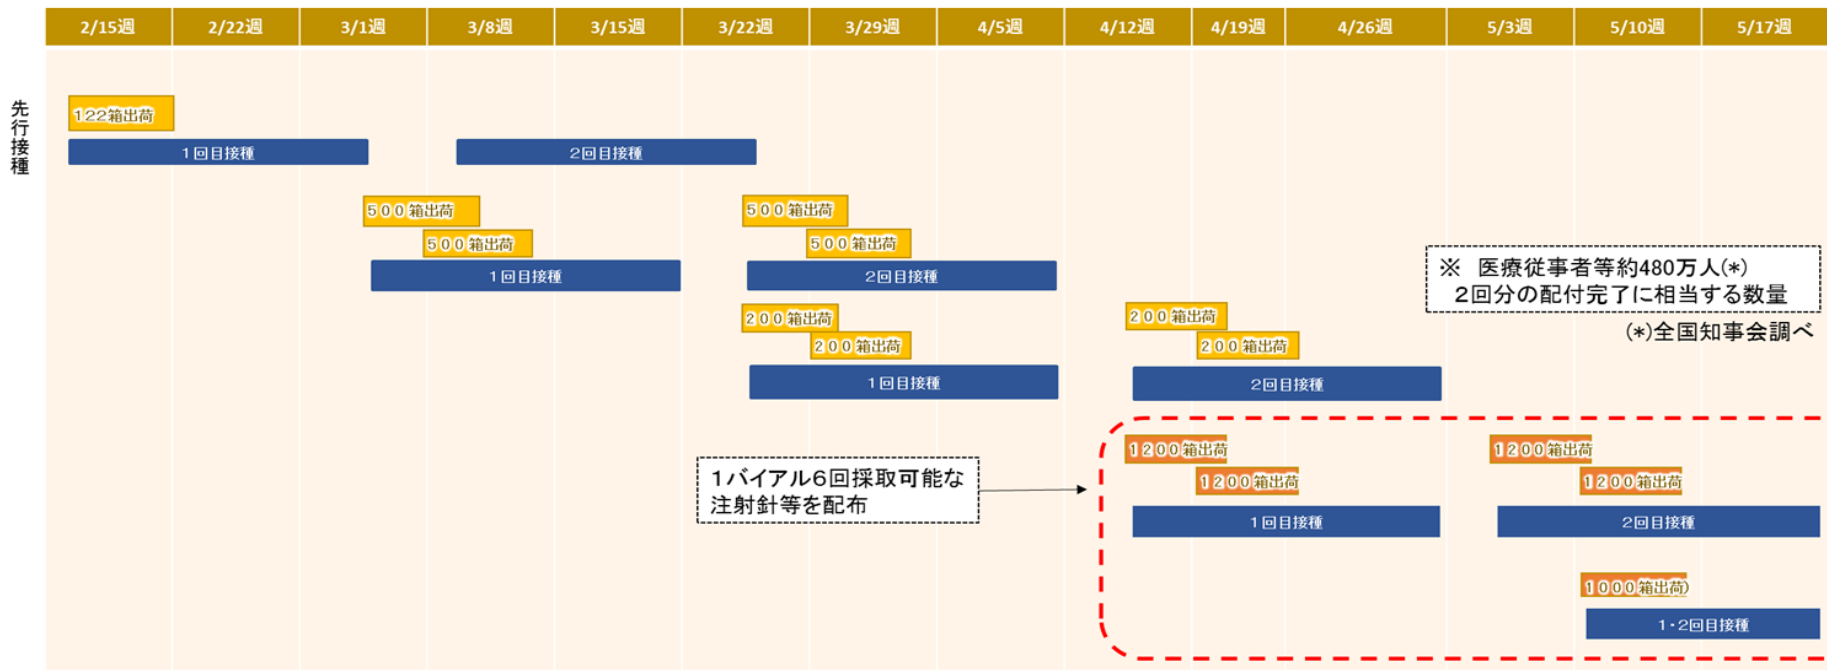 2/15週
2/22週
3/1週
3/8週
3/15週
3/22週
3/29週
4/5週
4/12週
4/19週
4/26週
5/3週
5/10週
5/17週
先行接種
122箱出荷
1回目接種
2回目接種
500箱出荷
500箱出荷
1回目接種
500箱出荷
500箱出荷
2回目接種
※ 医療従事者等約480万人(*)
2回分の配付完了に相当する数量
(*)全国知事会調べ
200箱出荷
200箱出荷
1回目接種
200箱出荷
200箱出荷
2回目接種
1バイアル6回採取可能な
注射針等を配布
1200箱出荷
1200箱出荷
1回目接種
1200箱出荷
1200箱出荷
2回目接種
1000箱出荷)
1・2回目接種